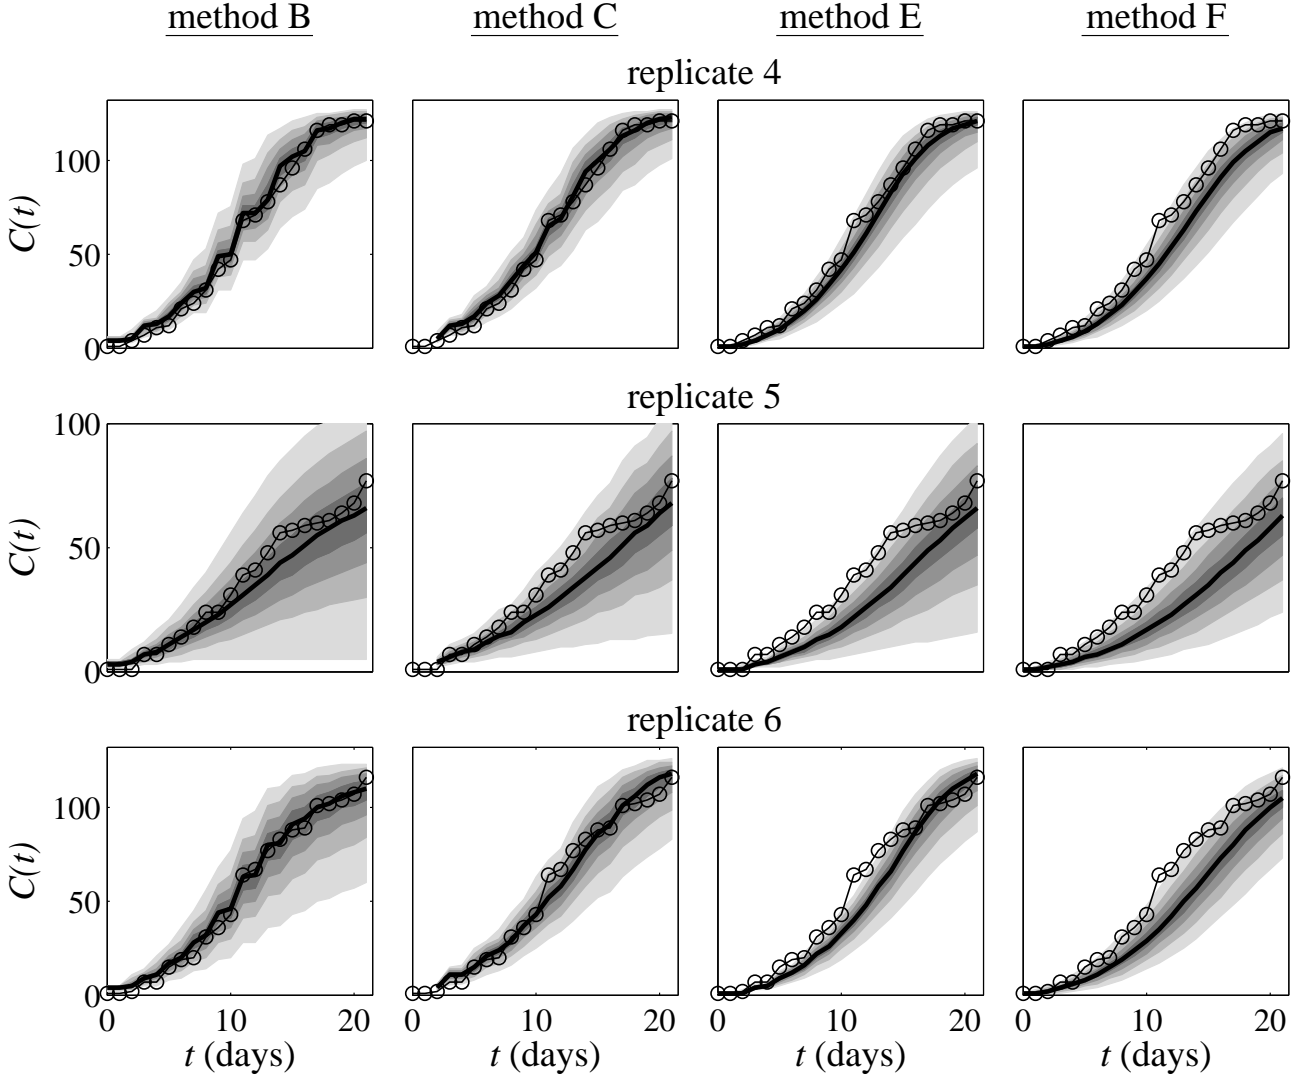 method B method C method E method F
replicate 4
C(t)
100
50
0
replicate 5
C(t)
100
50
0
replicate 6
C(t)
100
50
0
0 10 20 0 10 20 0 10 20 0 10 20
t (days) t (days) t (days) t (days)